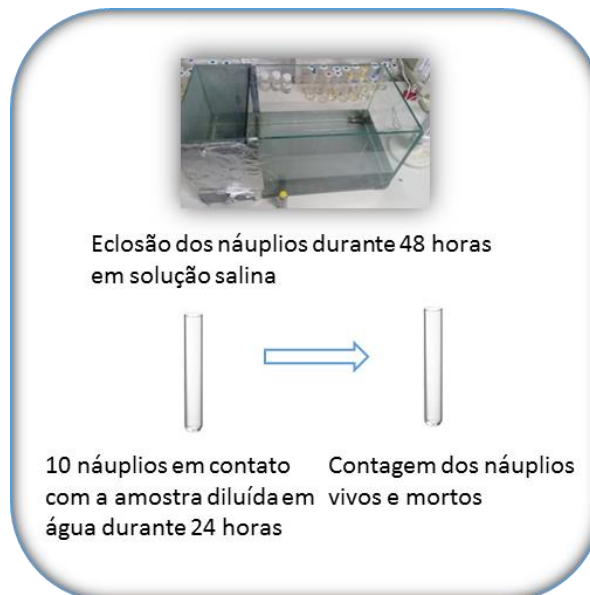 Eclosão dos náuplios durante 48 horas
em solução salina
10 náuplios em contato
com a amostra diluída em
água durante 24 horas
Contagem dos náuplios
vivos e mortos